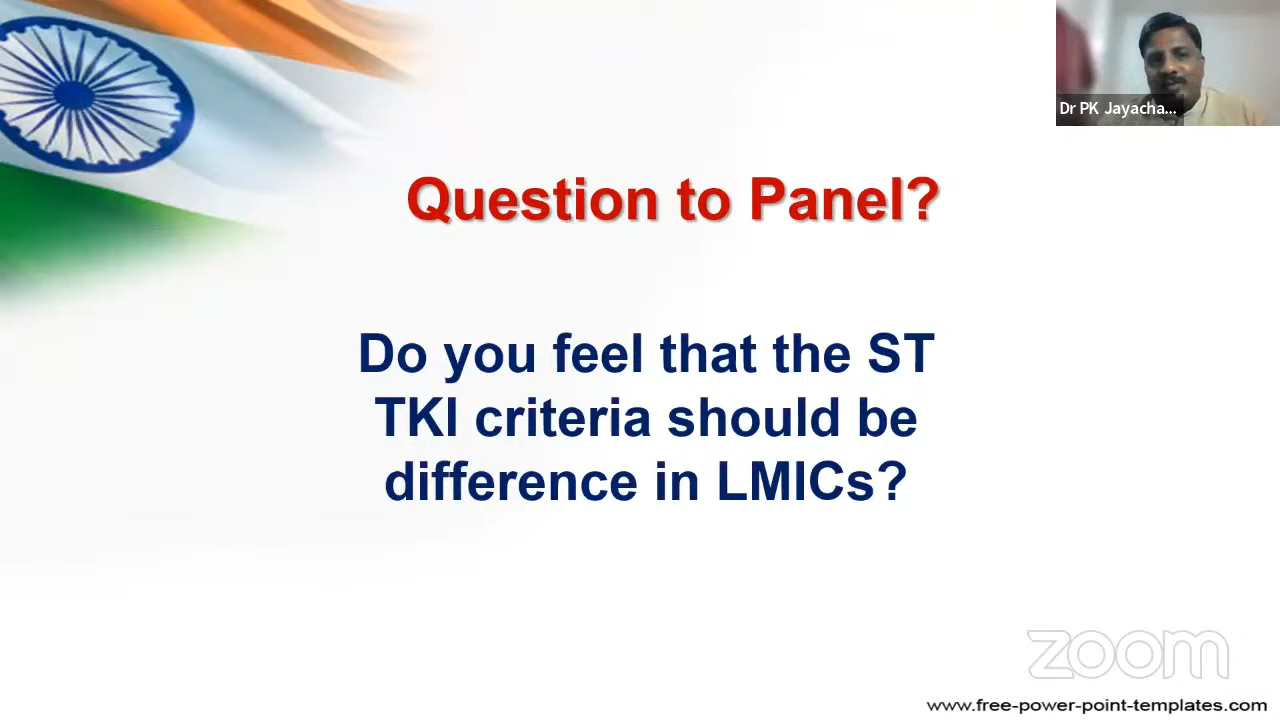 Dr PK Jayacha...
Question to Panel?
Do you feel that the ST
TKI criteria should be
difference in LMICs?
zoom
www.free-power-point-templates.com